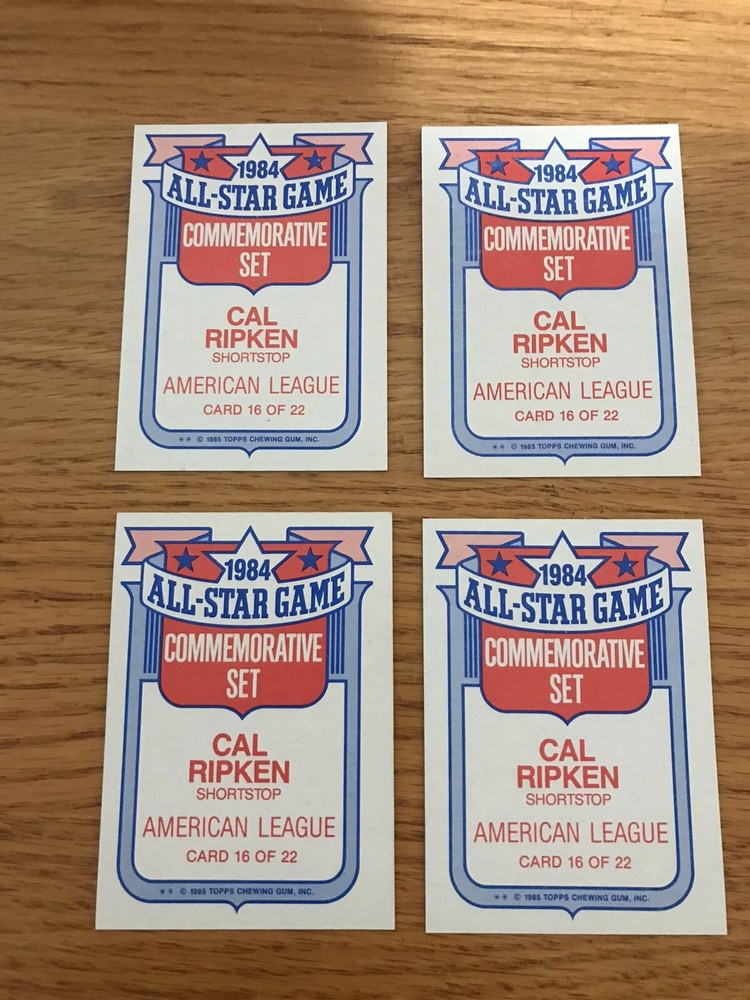 1984
ALL-STAR GAME
COMMEMORATIVE
SET
CAL
RIPKEN
SHORTSTOP
AMERICAN LEAGUE
CARD 16 OF 22
** © 1985 TOPPS CHEWING GUM, INC.
1984
ALL-STAR GAME
COMMEMORATIVE
SET
CAL
RIPKEN
SHORTSTOP
AMERICAN LEAGUE
CARD 16 OF 22
** © 1985 TOPPS CHEWING GUM, INC.
1984
ALL-STAR GAME
COMMEMORATIVE
SET
CAL
RIPKEN
SHORTSTOP
AMERICAN LEAGUE
CARD 16 OF 22
** © 1985 TOPPS CHEWING GUM, INC.
1984
ALL-STAR GAME
COMMEMORATIVE
SET
CAL
RIPKEN
SHORTSTOP
AMERICAN LEAGUE
CARD 16 OF 22
** © 1985 TOPPS CHEWING GUM, INC.